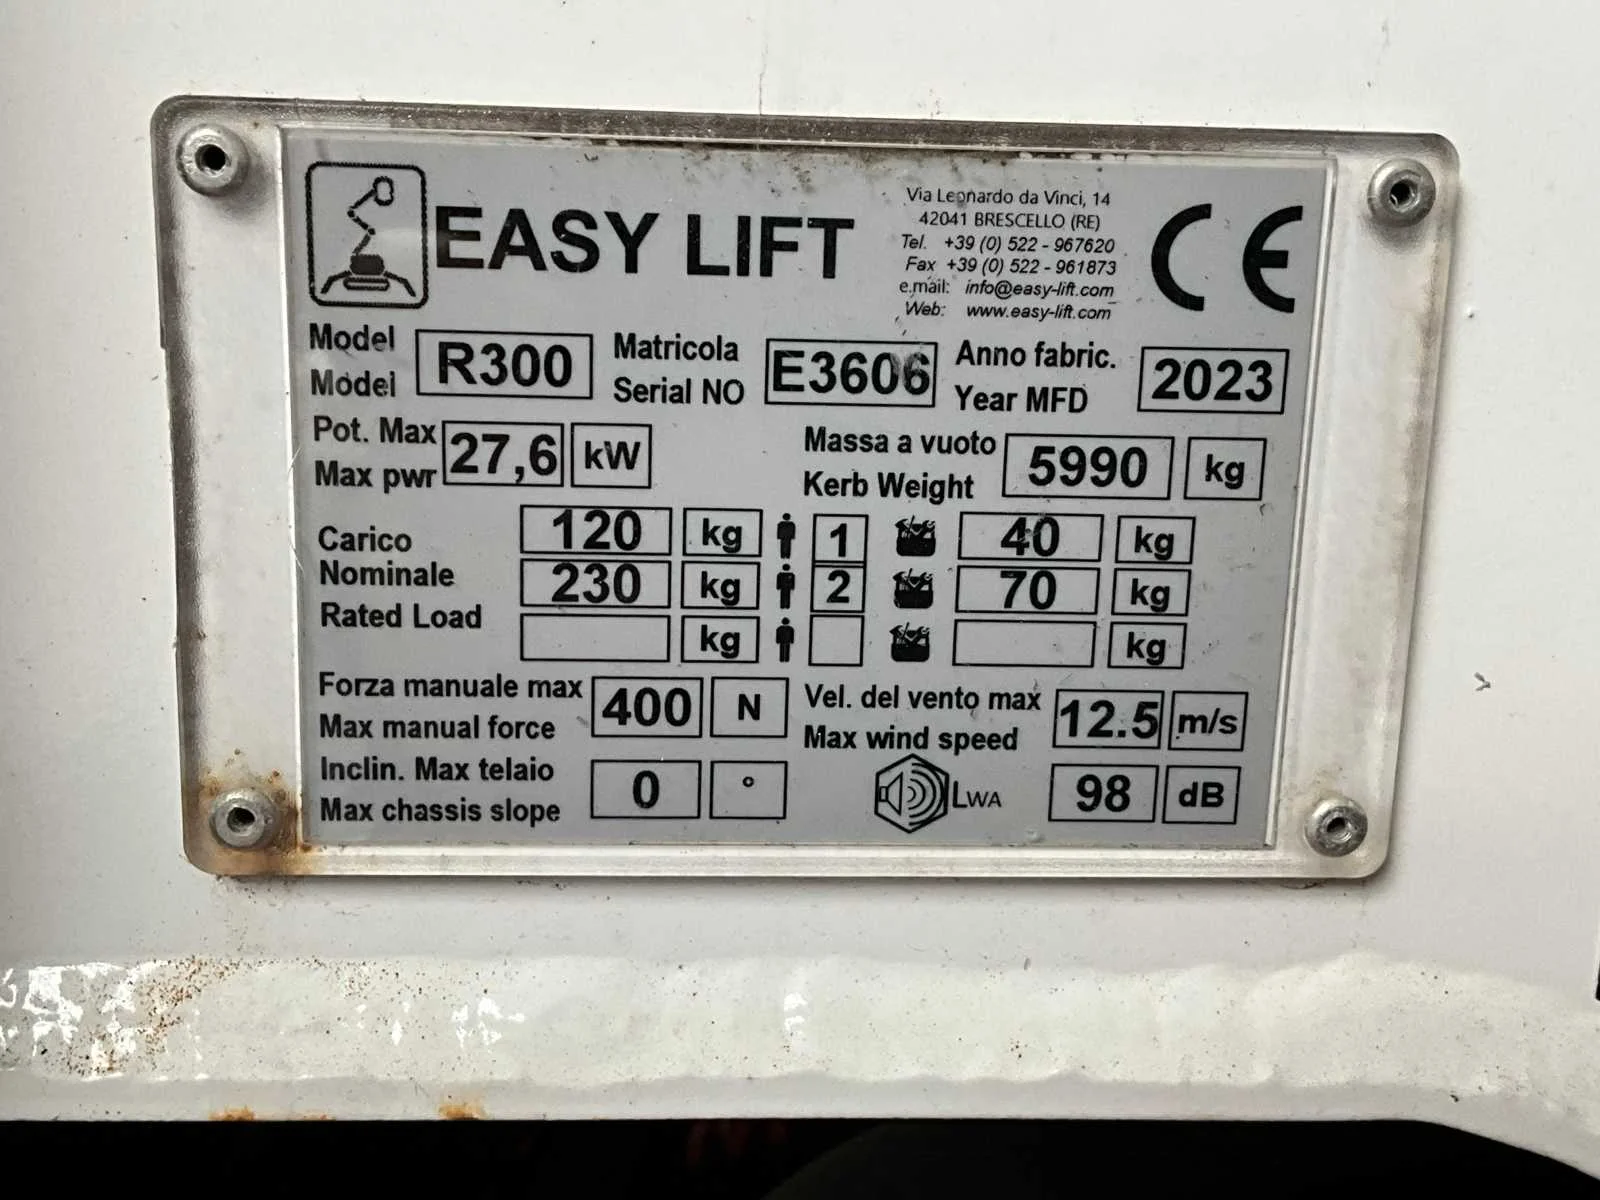 EASY LIFT
Via Leonardo da Vinci, 14
42041 BRESCELLO (RE)
Tel. +39 (0) 522 - 967620
Fax +39 (0) 522 - 961873
e.mail: info@easy-lift.com
Web: www.easy-lift.com
CE
Model
Model
R300
Matricola
Serial NO
E3606
Anno fabric.
Year MFD
2023
Pot. Max
Max pwr
27,6 kW
Massa a vuoto
Kerb Weight
5990 kg
Carico
Nominale
Rated Load
120 kg 1 40 kg
230 kg 2 70 kg
kg kg
Forza manuale max
Max manual force
400 N
Vel. del vento max
Max wind speed
12.5 m/s
Inclin. Max telaio
Max chassis slope
0 °
LWA
98 dB